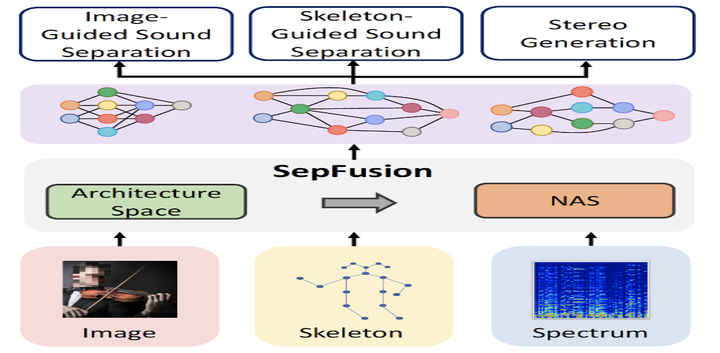 Image-
Guided Sound
Separation
Skeleton-
Guided Sound
Separation
Stereo
Generation
SepFusion
Architecture
Space
NAS
Image
Skeleton
Spectrum